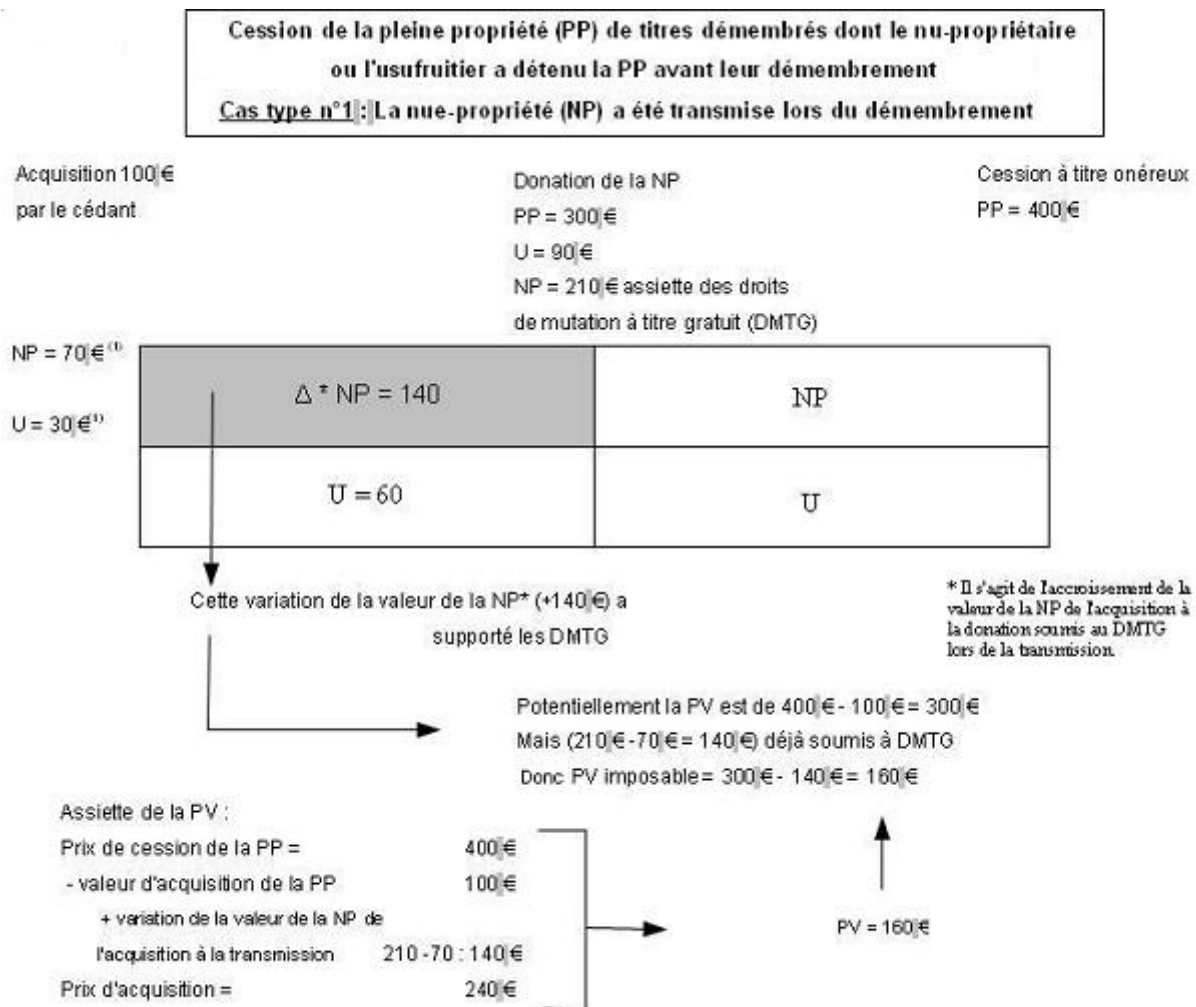 Cession de la pleine propriété (PP) de titres démembrés dont le nu-propriétaire
ou l'usufruitier a détenu la PP avant leur démembrement
Cas type n°1 : La nue-propriété (NP) a été transmise lors du démembrement
Acquisition 100 €
par le cédant
Donation de la NP
PP = 300 €
U = 90 €
NP = 210 € assiette des droits
de mutation à titre gratuit (DMTG)
Cession à titre onéreux
PP = 400 €
NP = 70 € (1)
U = 30 € (1)
Δ * NP = 140
NP
U = 60
U
Cette variation de la valeur de la NP* (+140 €) a
supporté les DMTG
* Il s'agit de l'accroissement de la
valeur de la NP de l'acquisition à
la donation soumis au DMTG
lors de la transmission.
Potentiellement la PV est de 400 € - 100 € = 300 €
Mais (210 € -70 € = 140 €) déjà soumis à DMTG
Donc PV imposable = 300 € - 140 € = 160 €
Assiette de la PV :
Prix de cession de la PP = 400 €
- valeur d'acquisition de la PP 100 €
+ variation de la valeur de la NP de
l'acquisition à la transmission 210 -70 : 140 €
Prix d'acquisition = 240 €
PV = 160 €